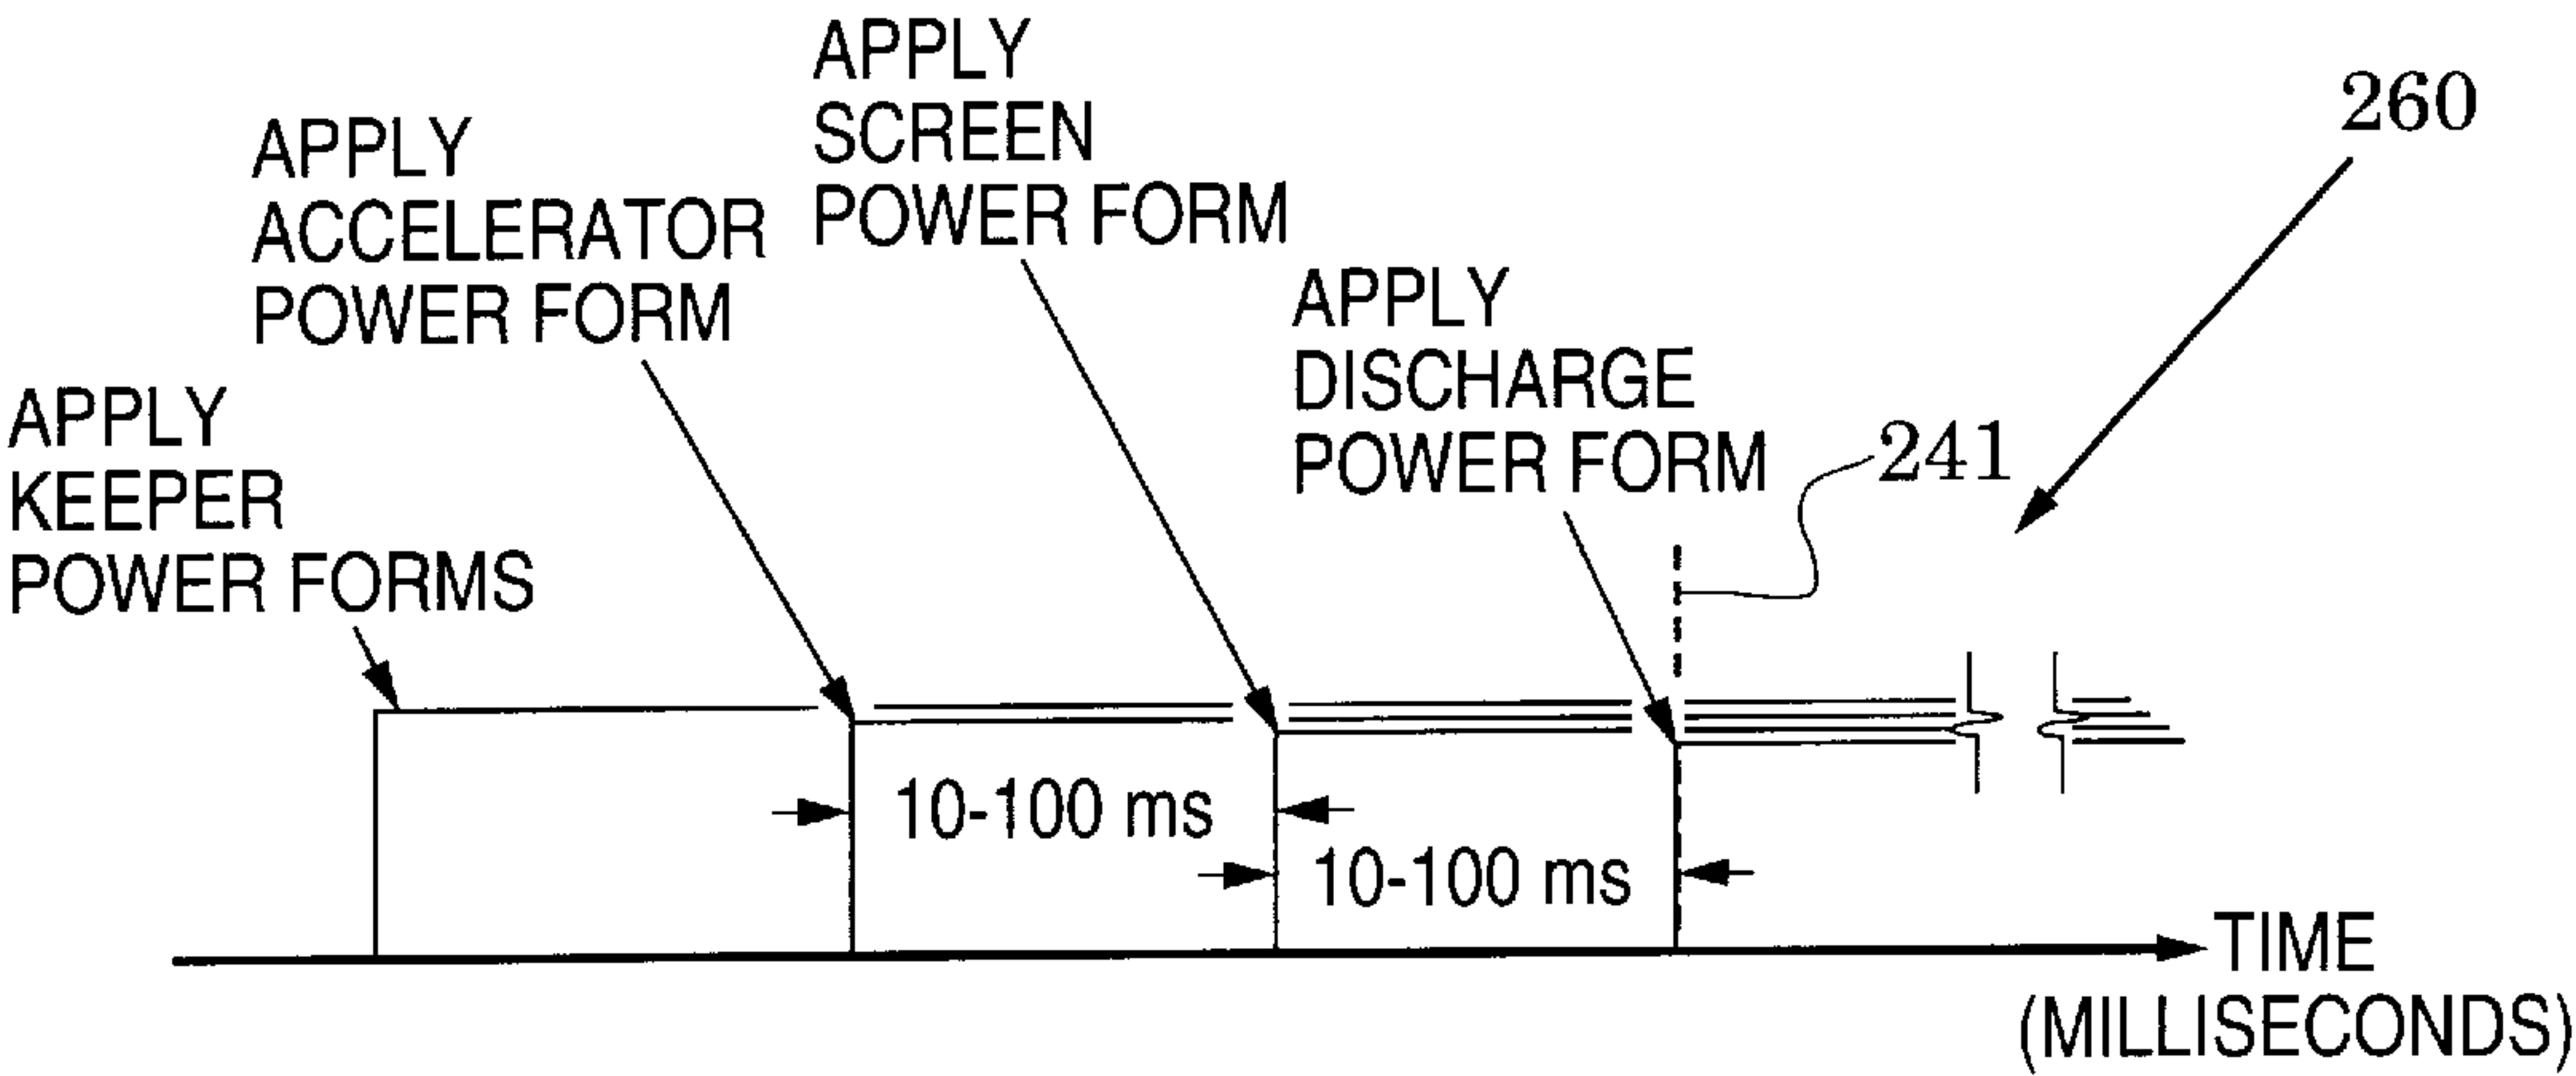 APPLY
KEEPER
POWER FORMS
APPLY
ACCELERATOR
POWER FORM
APPLY
SCREEN
POWER FORM
APPLY
DISCHARGE
POWER FORM
241
260
10-100 ms
10-100 ms
TIME
(MILLISECONDS)